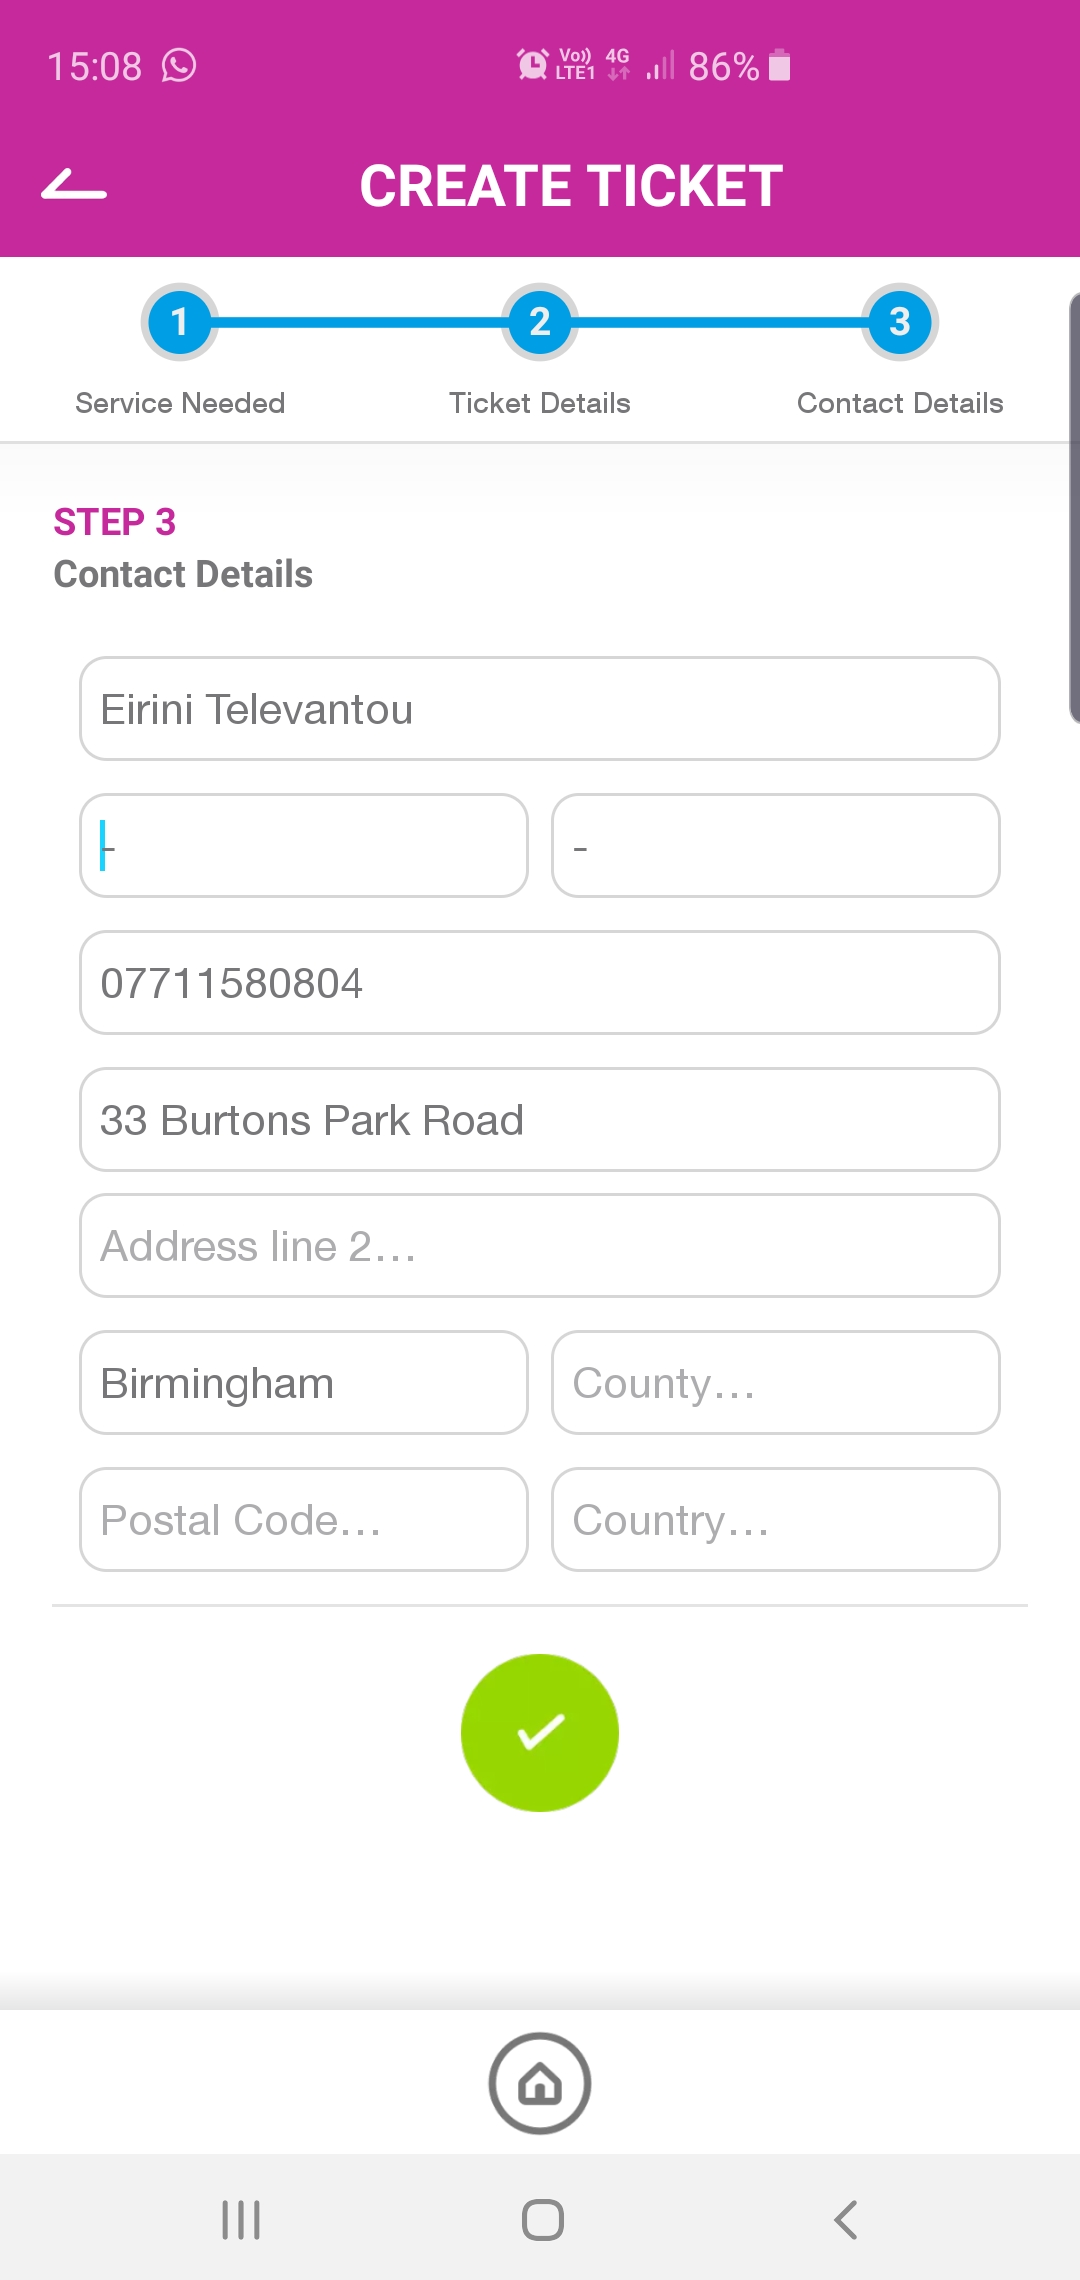 15:08 Vo)) LTE1 4G 86%
CREATE TICKET
1 2 3
Service Needed Ticket Details Contact Details
STEP 3
Contact Details
Eirini Televantou
- -
07711580804
33 Burtons Park Road
Address line 2...
Birmingham County...
Postal Code... Country...